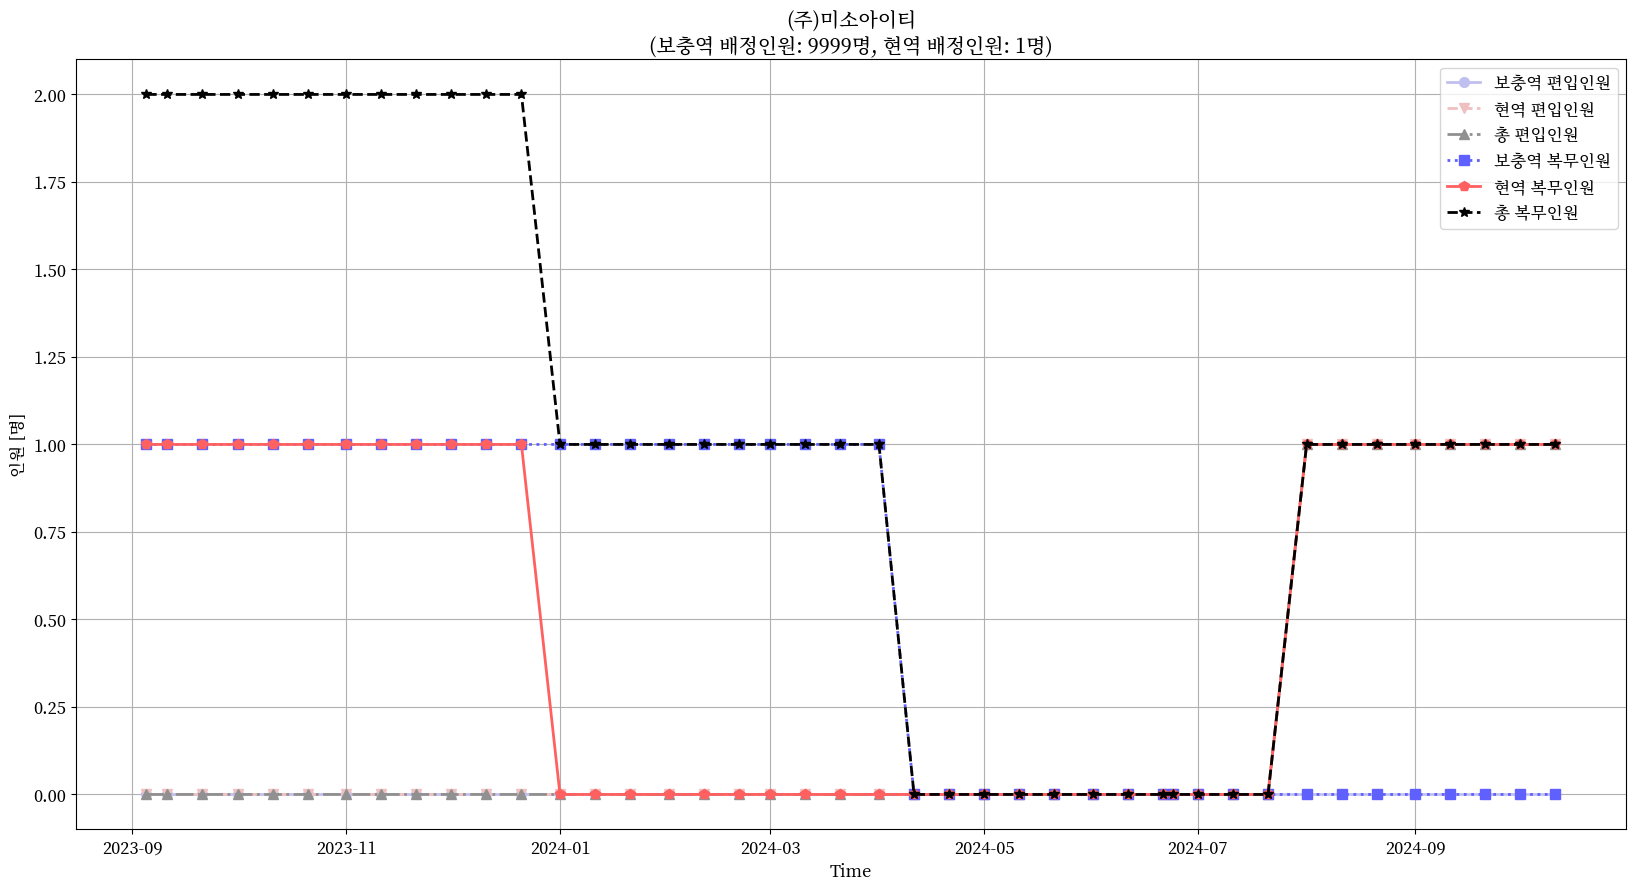 (주)미소아이티
(보충역 배정인원: 9999명, 현역 배정인원: 1명)
보충역 편입인원
현역 편입인원
총 편입인원
보충역 복무인원
현역 복무인원
총 복무인원
인원 [명]
2.00
1.75
1.50
1.25
1.00
0.75
0.50
0.25
0.00
2023-09
2023-11
2024-01
2024-03
2024-05
2024-07
2024-09
Time